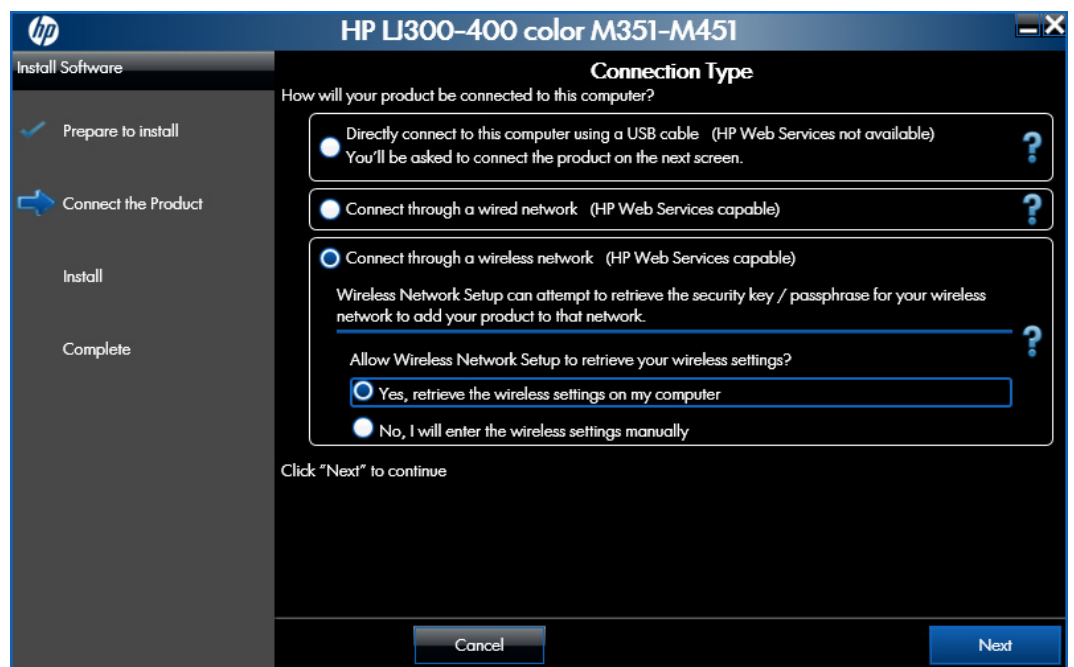 hp
HP LJ300-400 color M351-M451
Install Software
Prepare to install
Connect the Product
Install
Complete
Connection Type
How will your product be connected to this computer?
Directly connect to this computer using a USB cable (HP Web Services not available)
You'll be asked to connect the product on the next screen.
?
Connect through a wired network (HP Web Services capable)
?
Connect through a wireless network (HP Web Services capable)
Wireless Network Setup can attempt to retrieve the security key / passphrase for your wireless
network to add your product to that network.
?
Allow Wireless Network Setup to retrieve your wireless settings?
Yes, retrieve the wireless settings on my computer
No, I will enter the wireless settings manually
Click "Next" to continue
Cancel
Next